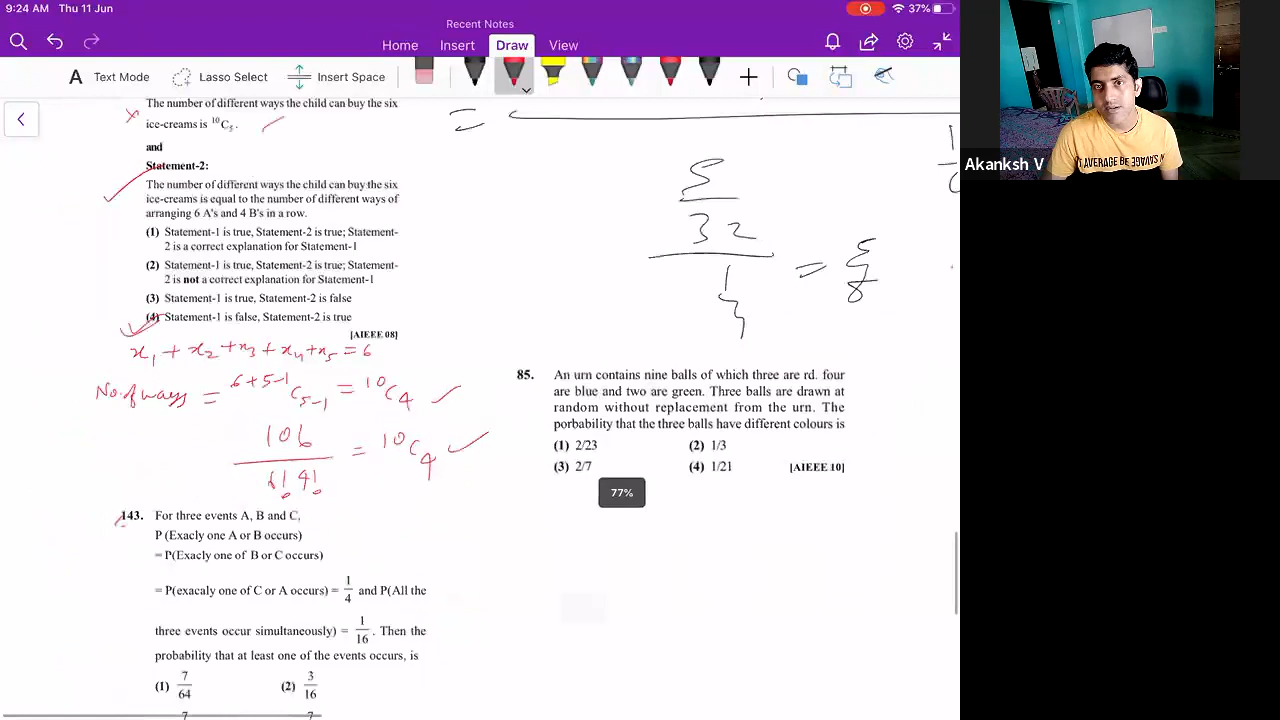 9:24 AM Thu 11 Jun
37%
Recent Notes
Home Insert Draw View
Text Mode Lasso Select Insert Space
The number of different ways the child can buy the six
ice-creams is ¹⁰C₅.
and
Statement-2:
The number of different ways the child can buy the six
ice-creams is equal to the number of different ways of
arranging 6 A's and 4 B's in a row.
(1) Statement-1 is true, Statement-2 is true; Statement-
2 is a correct explanation for Statement-1
(2) Statement-1 is true, Statement-2 is true; Statement-
2 is not a correct explanation for Statement-1
(3) Statement-1 is true, Statement-2 is false
(4) Statement-1 is false, Statement-2 is true
[AIEEE 08]
x₁ + x₂ + x₃ + x₄ + x₅ = 6
No. of ways = ⁶⁺⁵⁻¹C₅₋₁ = ¹⁰C₄
10!
6! 4!
= ¹⁰C₄
143. For three events A, B and C,
P (Exacly one A or B occurs)
= P(Exacly one of B or C occurs)
= P(exacaly one of C or A occurs) = 1/4 and P(All the
three events occur simultaneously) = 1/16. Then the
probability that at least one of the events occurs, is
(1) 7/64 (2) 3/16
7 7
=
5
32
1
4
= 5/8
85. An urn contains nine balls of which three are rd. four
are blue and two are green. Three balls are drawn at
random without replacement from the urn. The
porbability that the three balls have different colours is
(1) 2/23 (2) 1/3
(3) 2/7 (4) 1/21 [AIEEE 10]
77%
Akanksh V
T AVERAGE BE SAVAGE